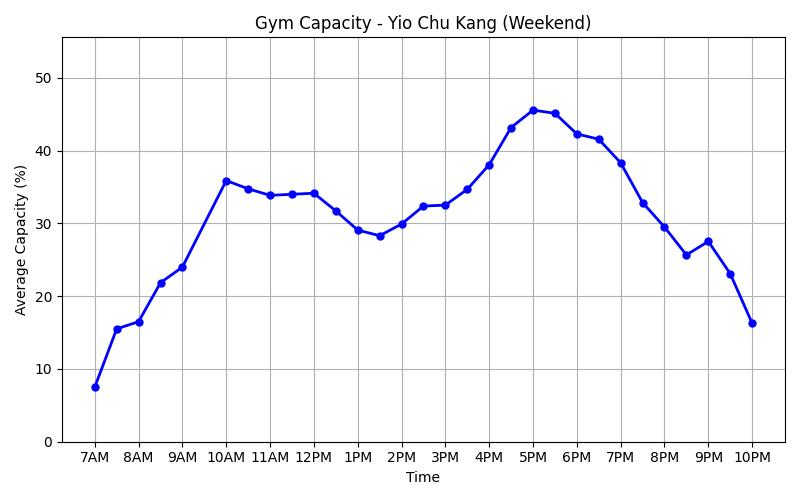 Gym Capacity - Yio Chu Kang (Weekend)
Average Capacity (%)
50
40
30
20
10
0
7AM 8AM 9AM 10AM 11AM 12PM 1PM 2PM 3PM 4PM 5PM 6PM 7PM 8PM 9PM 10PM
Time